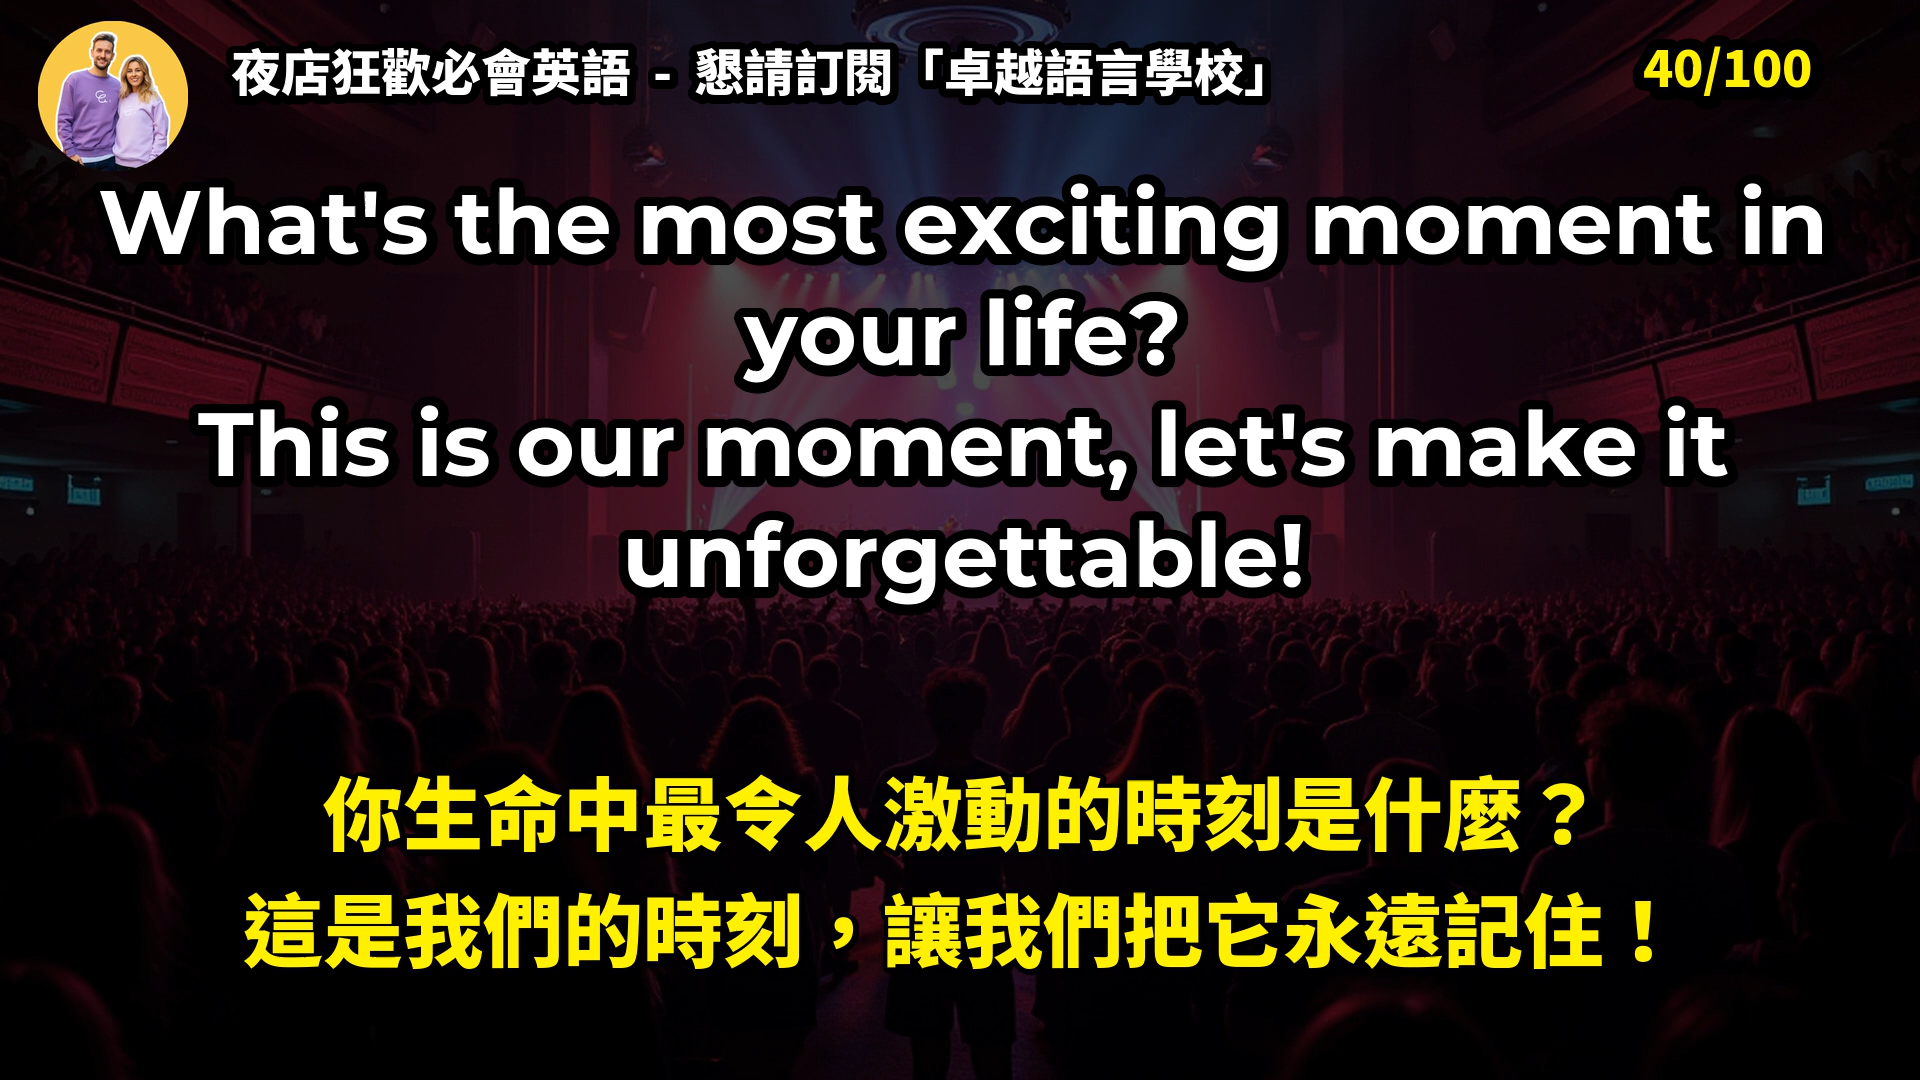 夜店狂歡必會英語 - 懇請訂閱「卓越語言學校」
40/100
What's the most exciting moment in
your life?
This is our moment, let's make it
unforgettable!
你生命中最令人激動的時刻是什麼？
這是我們的時刻，讓我們把它永遠記住！